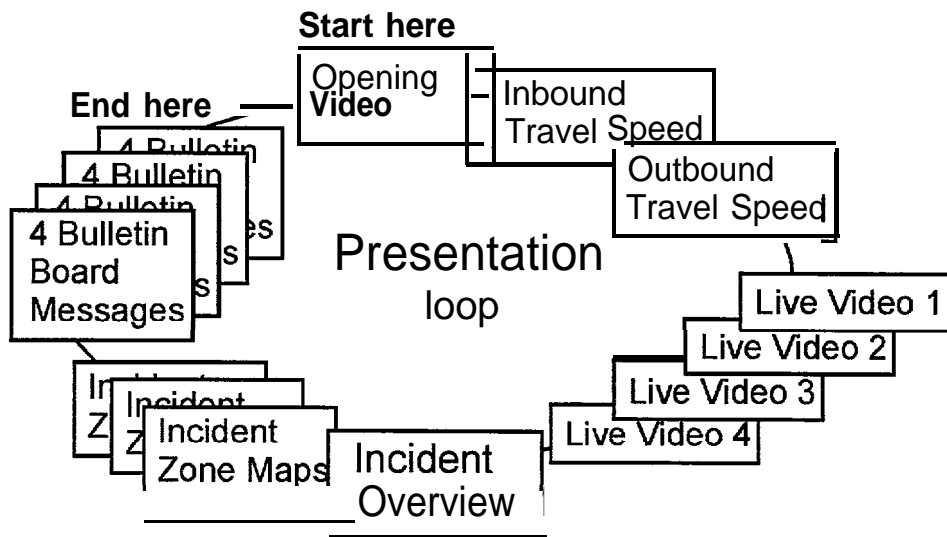 Start here
Opening
Video
Inbound
Travel Speed
Outbound
Travel Speed
Live Video 1
Live Video 2
Live Video 3
Live Video 4
Incident
Overview
Incident
Zone Maps
Incident
Z
In
Z
4 Bulletin
Board
Messages
4 Bulletin
s
4 Bulletin
s
4 Bulletin
es
End here
Presentation
loop